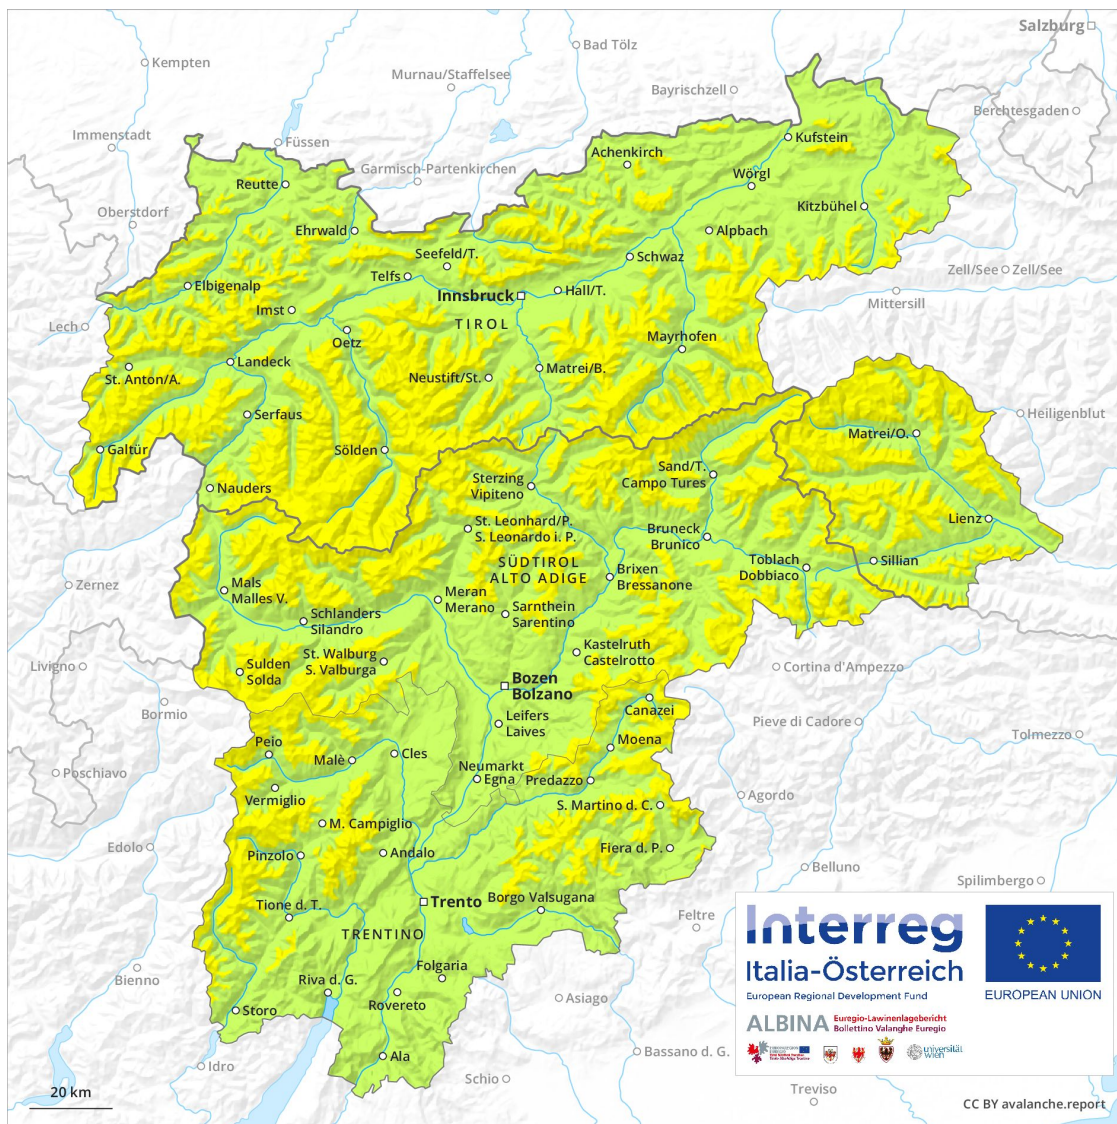 Salzburg
Bad Tölz
Kempten
Murnau/Staffelsee
Bayrischzell
Berchtesgaden
Immenstadt
Füssen
Kufstein
Achenkirch
Garmisch-Partenkirchen
Wörgl
Reutte
Oberstdorf
Kitzbühel
Ehrwald
Alpbach
Seefeld/T.
Schwaz
Telfs
Zell/See
Zell/See
Elbigenalp
Hall/T.
Innsbruck
Mittersill
Imst
TIROL
Lech
Oetz
Mayrhofen
Landeck
Matrei/B.
St. Anton/A.
Neustift/St.
Serfaus
Heiligenblut
Matrei/O.
Galtür
Sölden
Sand/T.
Campo Tures
Sterzing
Vipiteno
Nauders
St. Leonhard/P.
S. Leonardo i. P.
Lienz
Bruneck
Brunico
SÜDTIROL
ALTO ADIGE
Toblach
Dobbiaco
Sillian
Brixen
Bressanone
Zernez
Mals
Malles V.
Meran
Merano
Sarnthein
Sarentino
Schlanders
Silandro
Kastelruth
Castelrotto
St. Walburg
S. Valburga
Livigno
Sulden
Solda
Cortina d'Ampezzo
Bozen
Bolzano
Bormio
Canazei
Leifers
Laives
Pieve di Cadore
Tolmezzo
Peio
Moena
Malè
Cles
Poschiavo
Neumarkt
Egna
Predazzo
Vermiglio
Agordo
S. Martino d. C.
M. Campiglio
Edolo
Pinzolo
Andalo
Fiera d. P.
Belluno
Spilimbergo
Trento
Borgo Valsugana
Tione d. T.
Feltre
TRENTINO
Folgaria
Bienno
Riva d. G.
Rovereto
Asiago
Storo
Ala
Bassano d. G.
Idro
Schio
Treviso
20 km
Interreg
Italia-Österreich
European Regional Development Fund
EUROPEAN UNION
ALBINA
Euregio-Lawinenlagebericht
Bollettino Valanghe Euregio
universität
wien
CC BY avalanche.report